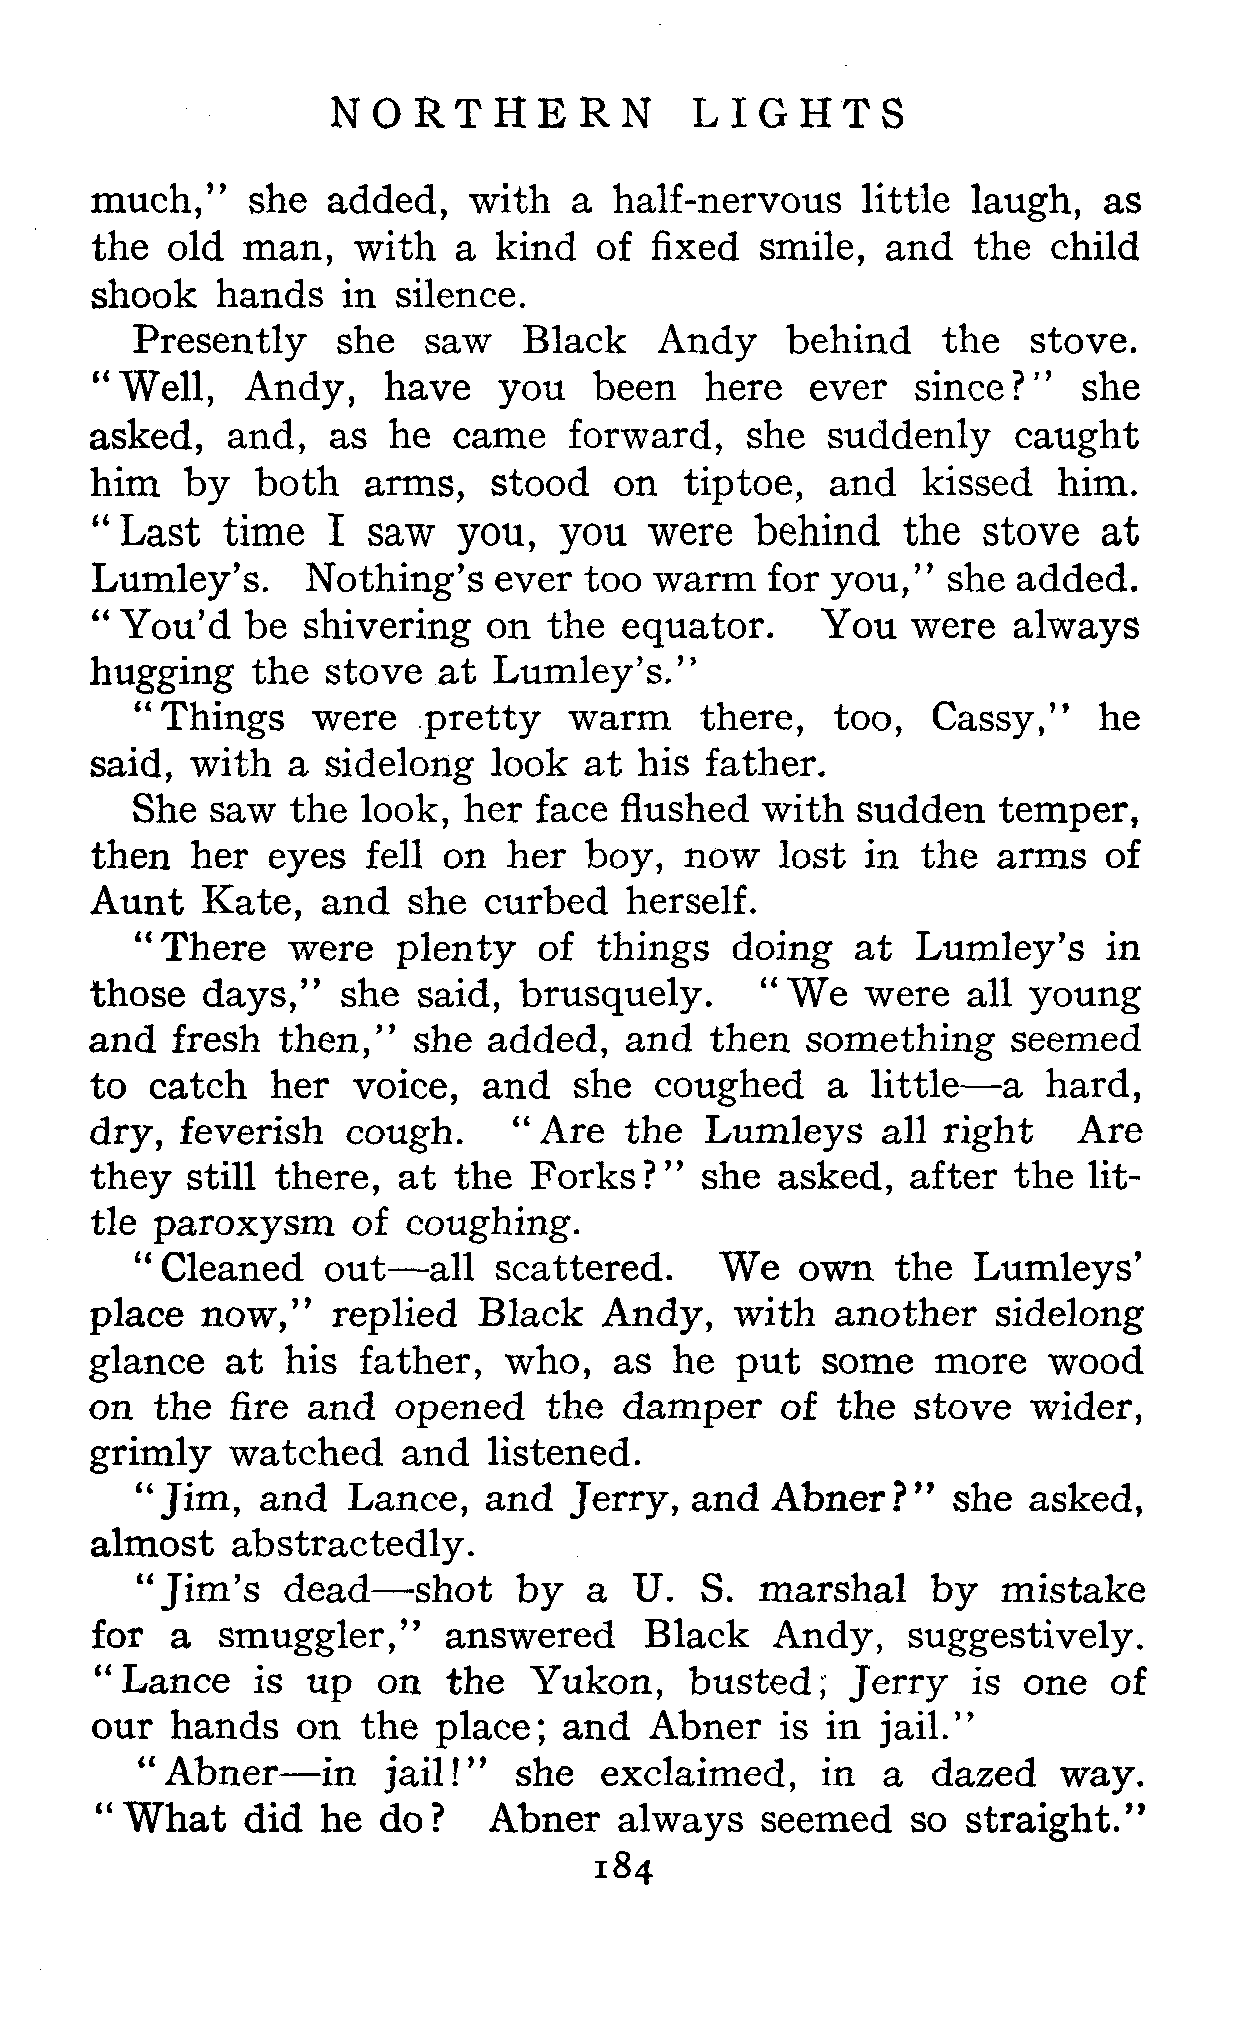 NORTHERN LIGHTS
much," she added, with a half-nervous little laugh, as
the old man, with a kind of fixed smile, and the child
shook hands in silence.
Presently she saw Black Andy behind the stove.
"Well, Andy, have you been here ever since?" she
asked, and, as he came forward, she suddenly caught
him by both arms, stood on tiptoe, and kissed him.
"Last time I saw you, you were behind the stove at
Lumley's. Nothing's ever too warm for you," she added.
"You'd be shivering on the equator. You were always
hugging the stove at Lumley's."
"Things were pretty warm there, too, Cassy," he
said, with a sidelong look at his father.
She saw the look, her face flushed with sudden temper,
then her eyes fell on her boy, now lost in the arms of
Aunt Kate, and she curbed herself.
"There were plenty of things doing at Lumley's in
those days," she said, brusquely. "We were all young
and fresh then," she added, and then something seemed
to catch her voice, and she coughed a little—a hard,
dry, feverish cough. "Are the Lumleys all right Are
they still there, at the Forks?" she asked, after the lit-
tle paroxysm of coughing.
"Cleaned out—all scattered. We own the Lumleys'
place now," replied Black Andy, with another sidelong
glance at his father, who, as he put some more wood
on the fire and opened the damper of the stove wider,
grimly watched and listened.
"Jim, and Lance, and Jerry, and Abner?" she asked,
almost abstractedly.
"Jim's dead—shot by a U. S. marshal by mistake
for a smuggler," answered Black Andy, suggestively.
"Lance is up on the Yukon, busted; Jerry is one of
our hands on the place; and Abner is in jail."
"Abner—in jail!" she exclaimed, in a dazed way.
"What did he do? Abner always seemed so straight."
184